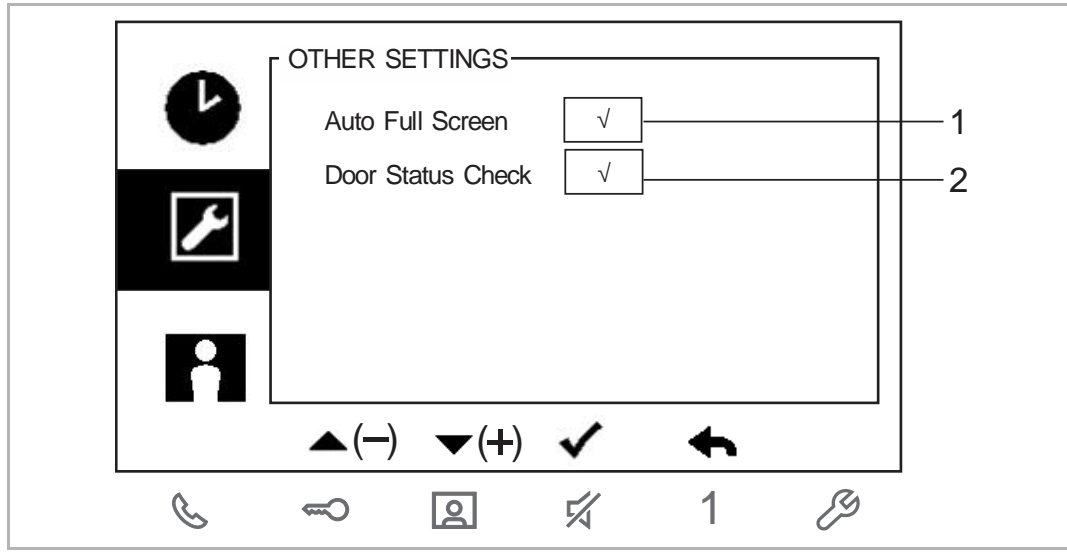 OTHER SETTINGS
Auto Full Screen √ 1
Door Status Check √ 2
(−) (+)
1